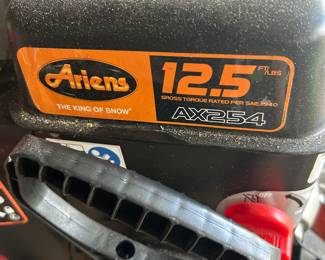 Ariens
THE KING OF SNOW®
12.5 FT/LBS
GROSS TORQUE RATED PER SAE J1940
AX254